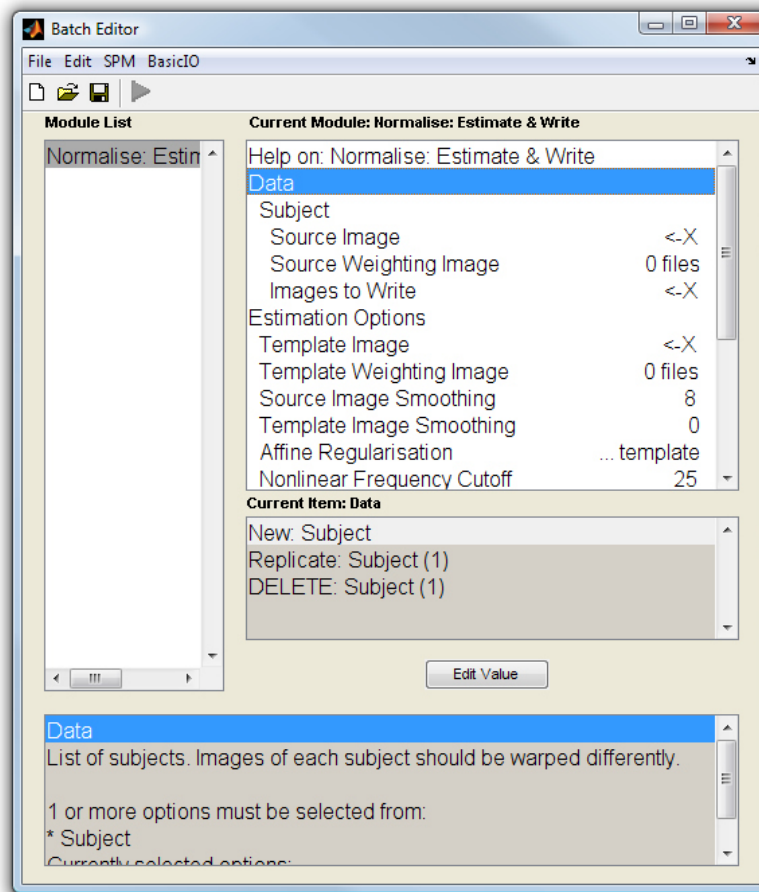 Batch Editor
File Edit SPM BasicIO
Module List
Normalise: Estim
Current Module: Normalise: Estimate & Write
Help on: Normalise: Estimate & Write
Data
Subject
Source Image <-X
Source Weighting Image 0 files
Images to Write <-X
Estimation Options
Template Image <-X
Template Weighting Image 0 files
Source Image Smoothing 8
Template Image Smoothing 0
Affine Regularisation ... template
Nonlinear Frequency Cutoff 25
Current Item: Data
New: Subject
Replicate: Subject (1)
DELETE: Subject (1)
Edit Value
Data
List of subjects. Images of each subject should be warped differently.
1 or more options must be selected from:
* Subject
Currently selected options: